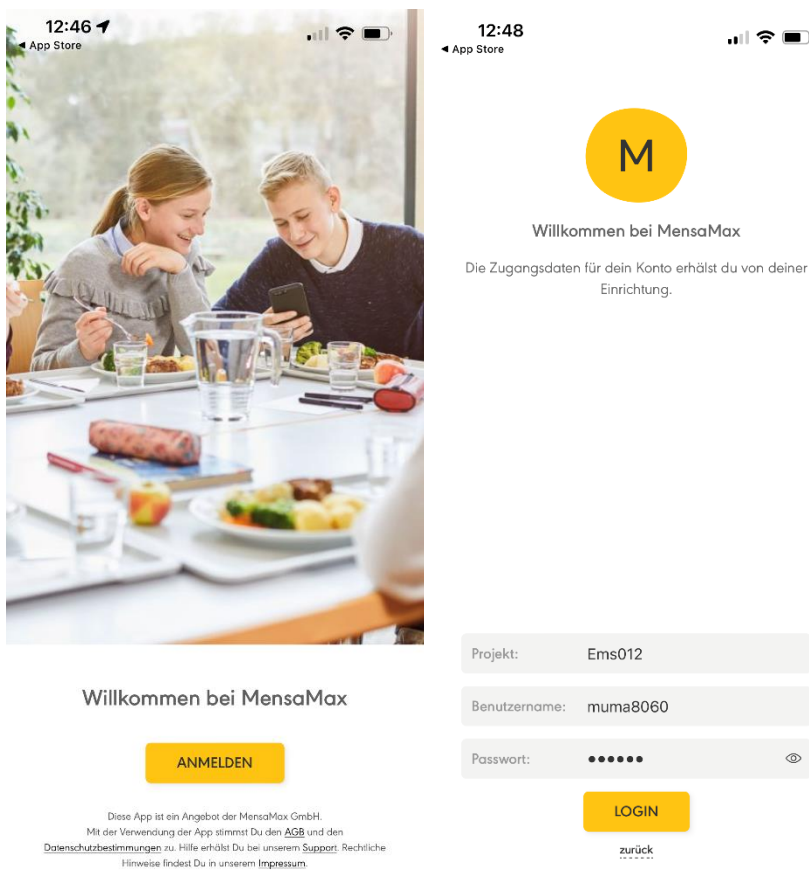 12:46
◀ App Store
Willkommen bei MensaMax
ANMELDEN
Diese App ist ein Angebot der MensaMax GmbH.
Mit der Verwendung der App stimmst Du den AGB und den
Datenschutzbestimmungen zu. Hilfe erhälst Du bei unserem Support. Rechtliche
Hinweise findest Du in unserem Impressum.
12:48
◀ App Store
M
Willkommen bei MensaMax
Die Zugangsdaten für dein Konto erhälst du von deiner
Einrichtung.
Projekt: Ems012
Benutzername: muma8060
Passwort: ••••••
LOGIN
zurück